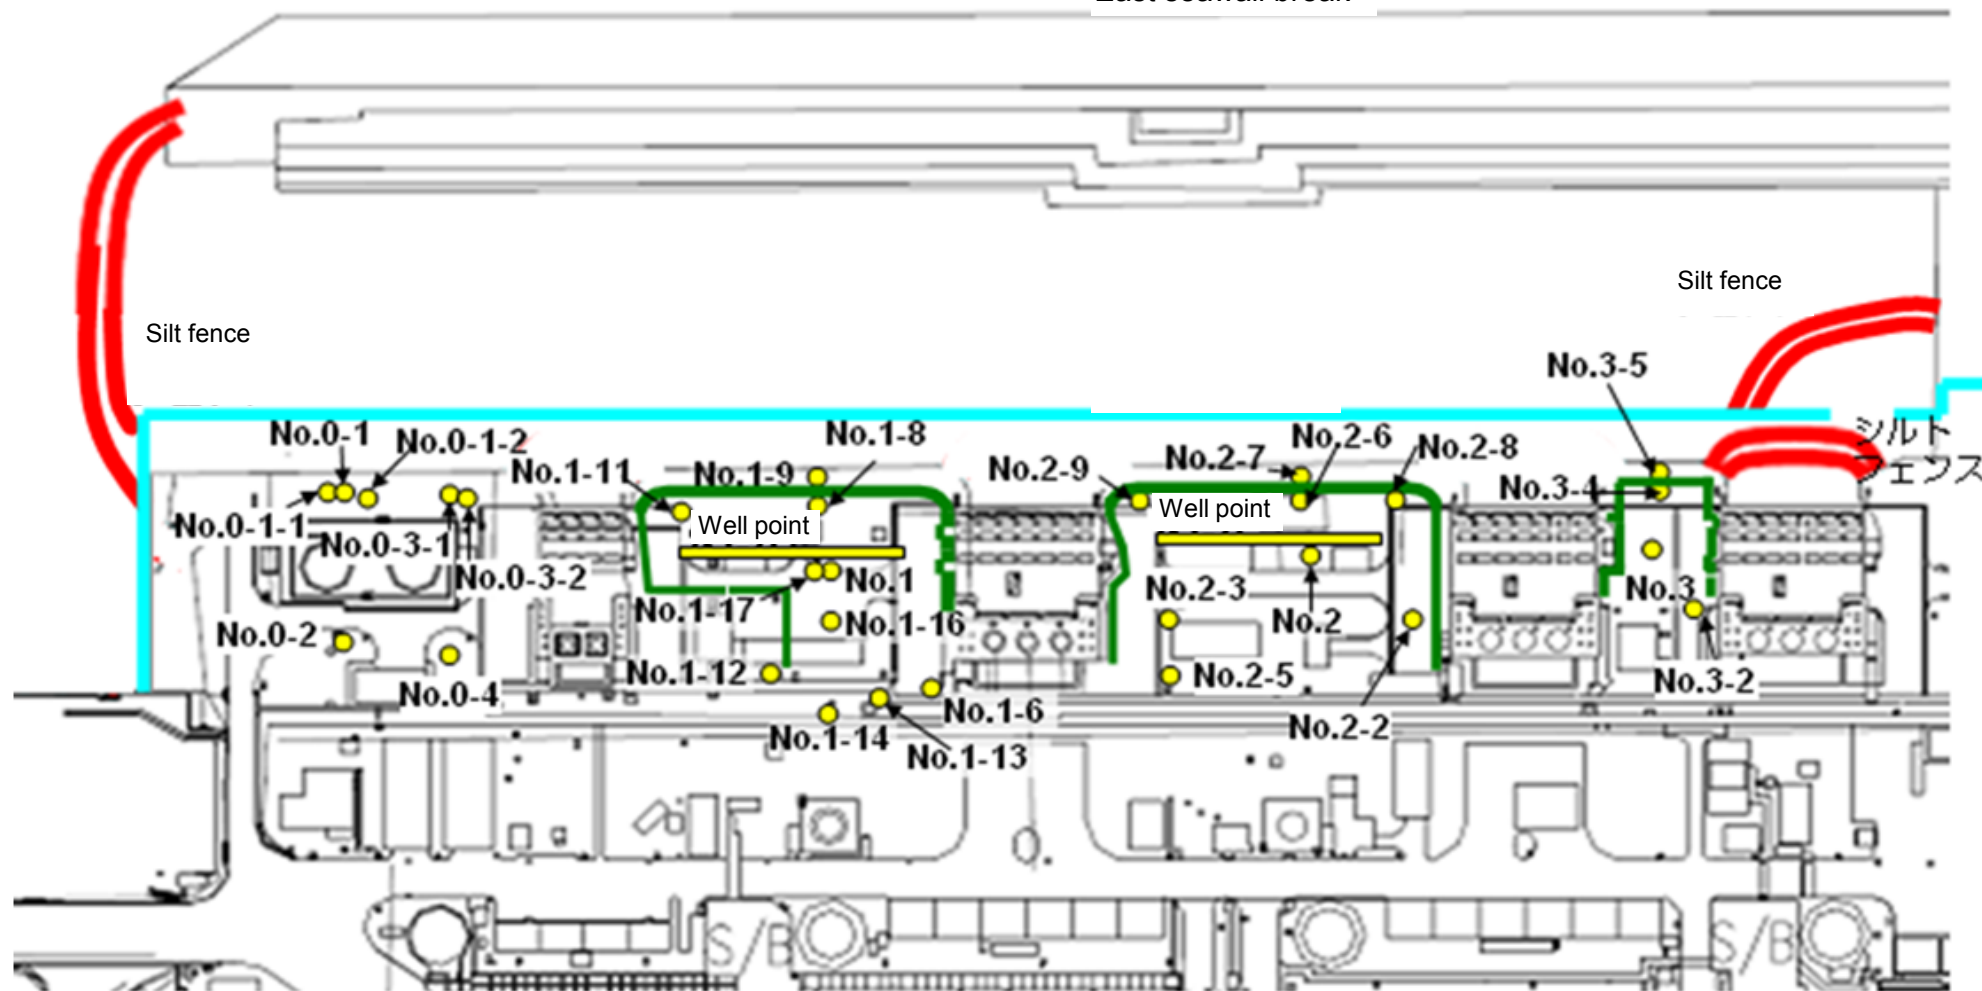 East seawall break
Silt fence
Silt fence
No.3-5
シルト
フェンス
No.0-1
No.0-1-2
No.1-8
No.2-6
No.2-8
No.1-11
No.1-9
No.2-9
No.2-7
No.3-4
No.0-1-1
Well point
Well point
No.0-3-1
No.0-3-2
No.1
No.1-17
No.2-3
No.3
No.0-2
No.1-16
No.2
No.1-12
No.2-5
No.3-2
No.0-4
No.1-6
No.2-2
No.1-14
No.1-13
S/B
S/B